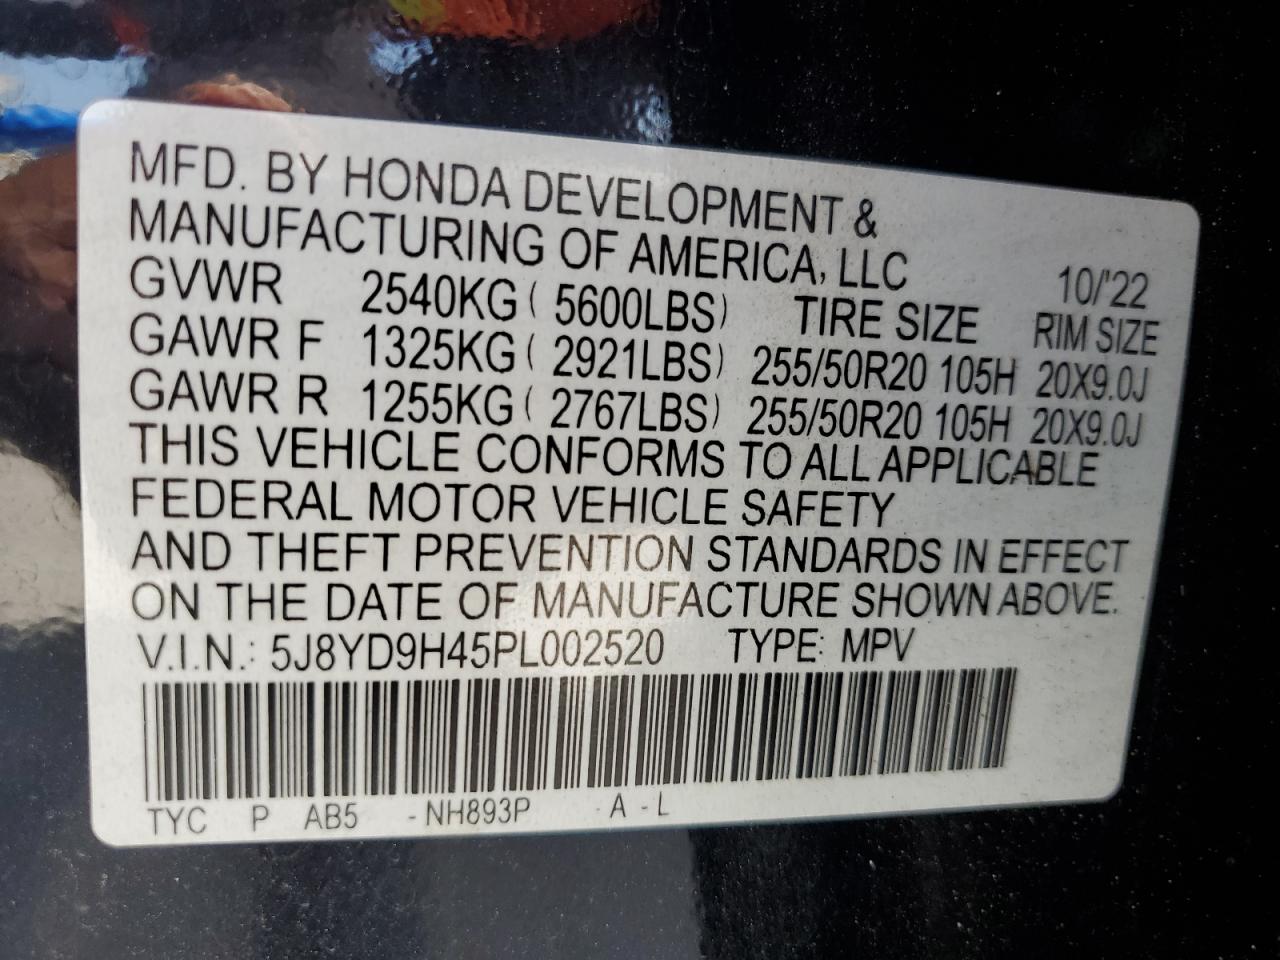 MFD. BY HONDA DEVELOPMENT &
MANUFACTURING OF AMERICA, LLC 10/'22
GVWR 2540KG ( 5600LBS) TIRE SIZE RIM SIZE
GAWR F 1325KG ( 2921LBS) 255/50R20 105H 20X9.0J
GAWR R 1255KG ( 2767LBS) 255/50R20 105H 20X9.0J
THIS VEHICLE CONFORMS TO ALL APPLICABLE
FEDERAL MOTOR VEHICLE SAFETY
AND THEFT PREVENTION STANDARDS IN EFFECT
ON THE DATE OF MANUFACTURE SHOWN ABOVE.
V.I.N.: 5J8YD9H45PL002520 TYPE: MPV
TYC P AB5 -NH893P -A -L